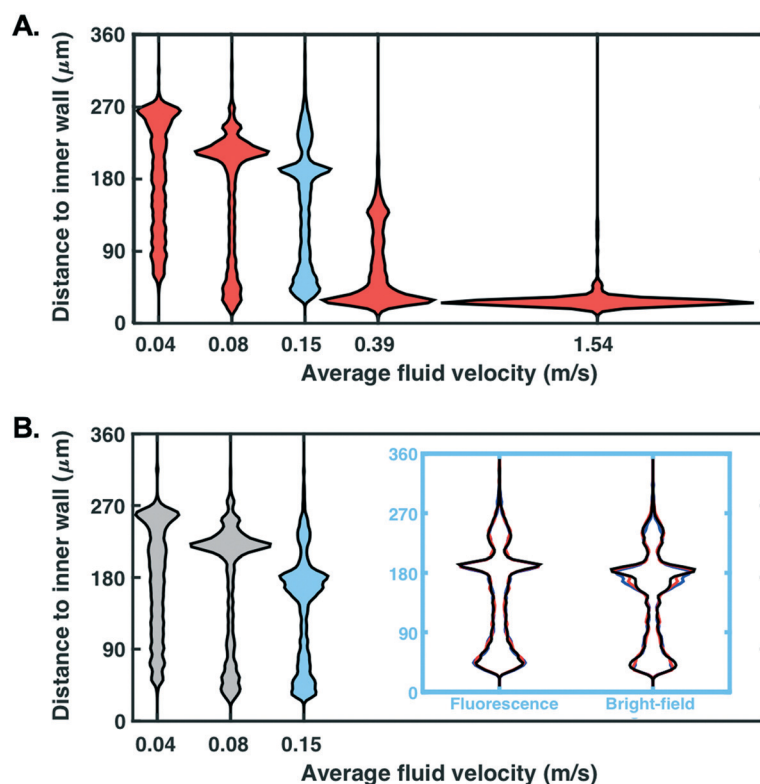 A.
Distance to inner wall (μm)
360
270
180
90
0
0.04 0.08 0.15 0.39 1.54
Average fluid velocity (m/s)
B.
Distance to inner wall (μm)
360
270
180
90
0
360
270
180
90
0
Fluorescence Bright-field
0.04 0.08 0.15
Average fluid velocity (m/s)